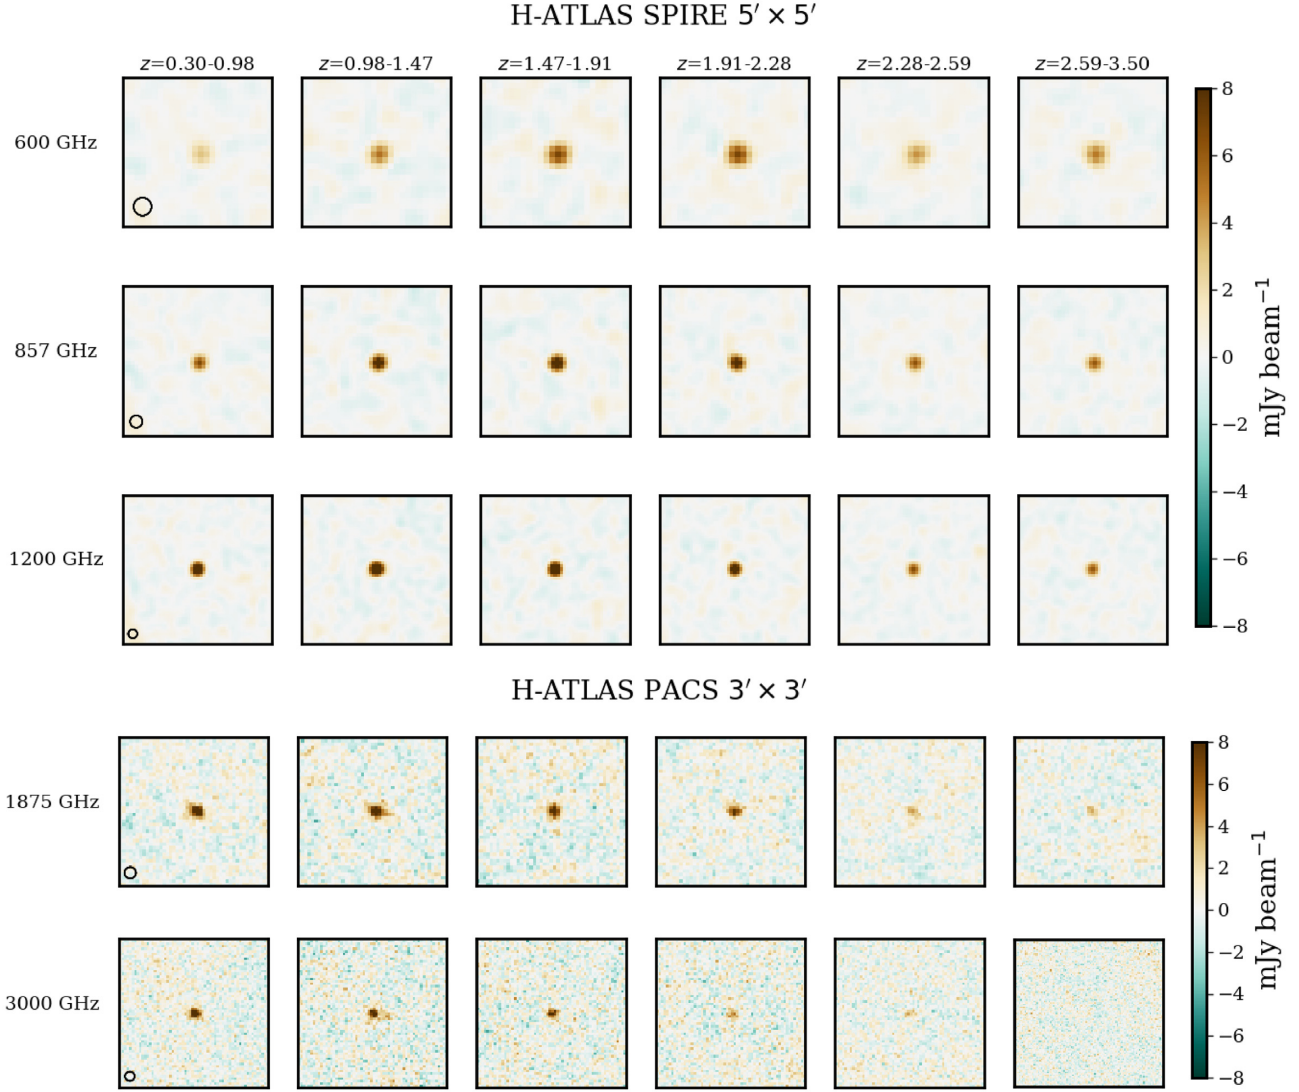 H-ATLAS SPIRE 5′ × 5′
z=0.30-0.98 z=0.98-1.47 z=1.47-1.91 z=1.91-2.28 z=2.28-2.59 z=2.59-3.50
600 GHz
857 GHz
1200 GHz
8
6
4
2
0
−2
−4
−6
−8
mJy beam⁻¹
H-ATLAS PACS 3′ × 3′
1875 GHz
3000 GHz
8
6
4
2
0
−2
−4
−6
−8
mJy beam⁻¹